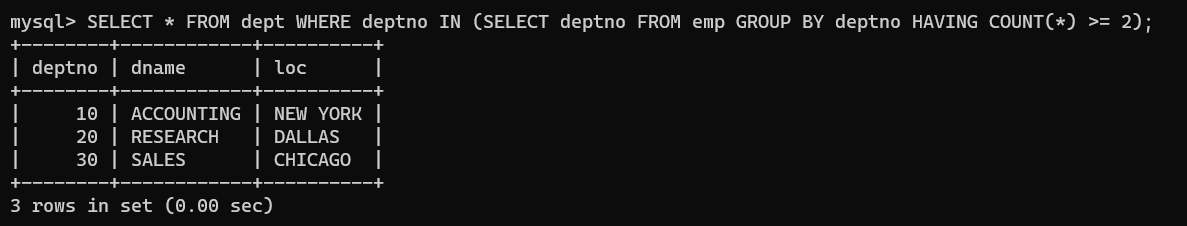 mysql> SELECT * FROM dept WHERE deptno IN (SELECT deptno FROM emp GROUP BY deptno HAVING COUNT(*) >= 2);
+--------+------------+----------+
| deptno | dname      | loc      |
+--------+------------+----------+
|     10 | ACCOUNTING | NEW YORK |
|     20 | RESEARCH   | DALLAS   |
|     30 | SALES      | CHICAGO  |
+--------+------------+----------+
3 rows in set (0.00 sec)